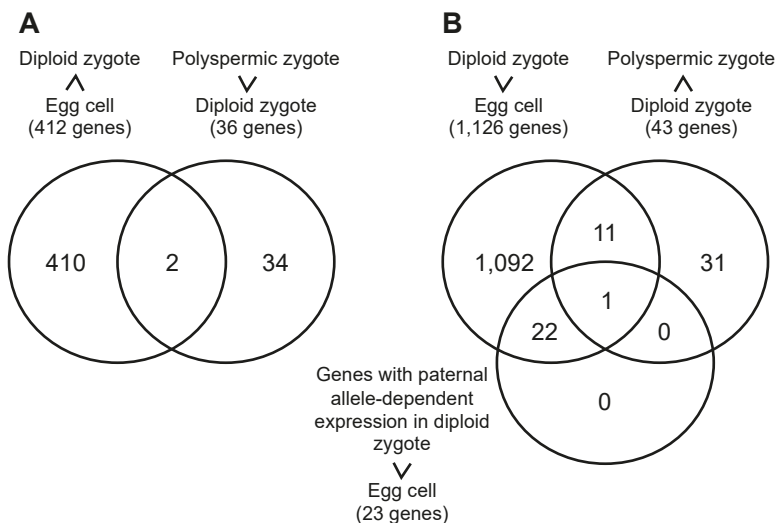 A
Diploid zygote
∧
Egg cell
(412 genes)
Polyspermic zygote
∨
Diploid zygote
(36 genes)
410
2
34
B
Diploid zygote
∨
Egg cell
(1,126 genes)
Polyspermic zygote
∧
Diploid zygote
(43 genes)
11
1,092
31
1
22
0
0
Genes with paternal
allele-dependent
expression in diploid
zygote
∨
Egg cell
(23 genes)